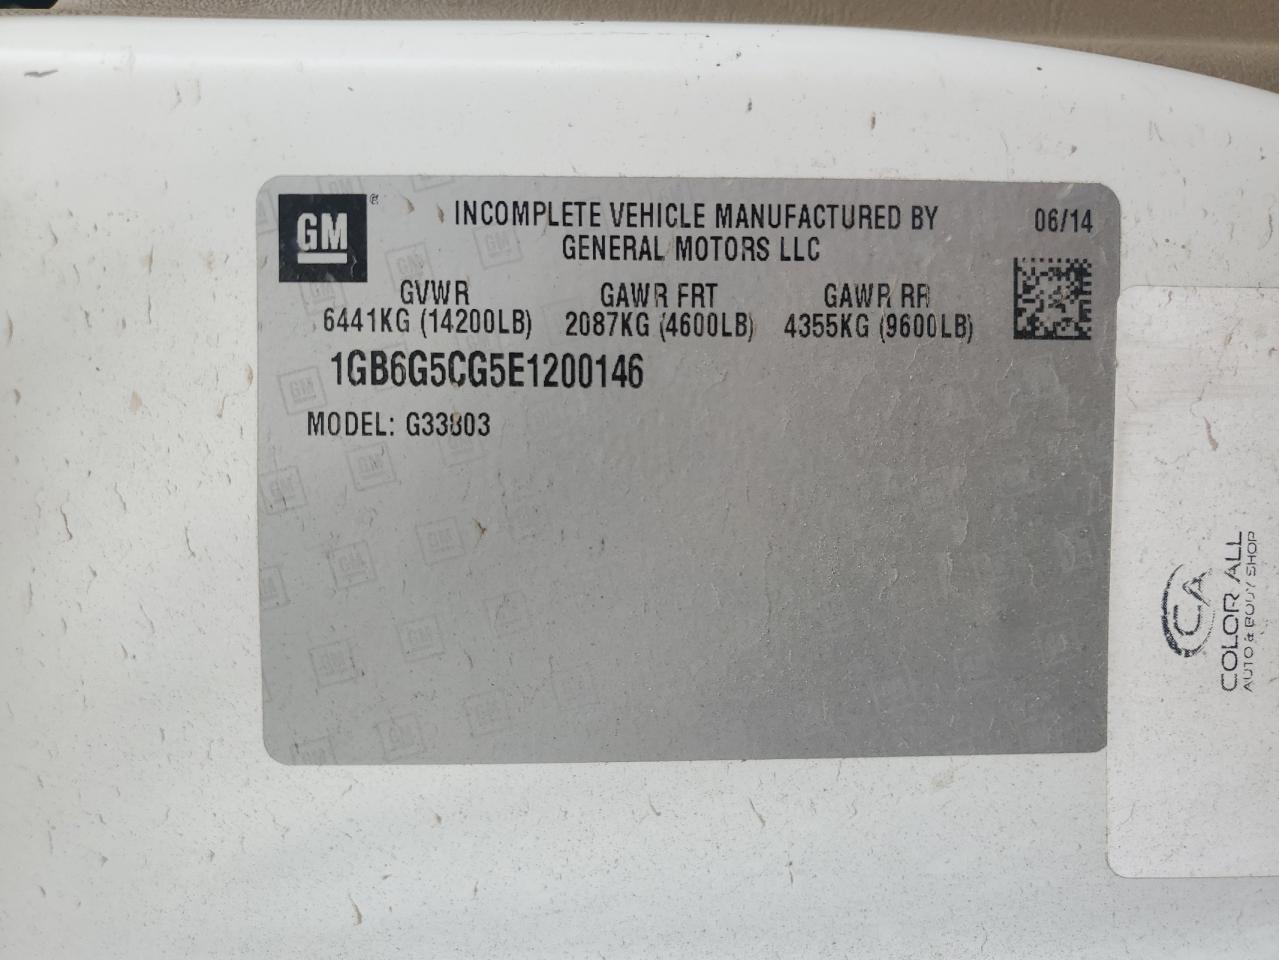 GM®
INCOMPLETE VEHICLE MANUFACTURED BY
GENERAL MOTORS LLC
06/14
GVWR GAWR FRT GAWR RR
6441KG (14200LB) 2087KG (4600LB) 4355KG (9600LB)
1GB6G5CG5E1200146
MODEL: G33803
CA
COLOR ALL
AUTO & BODY SHOP